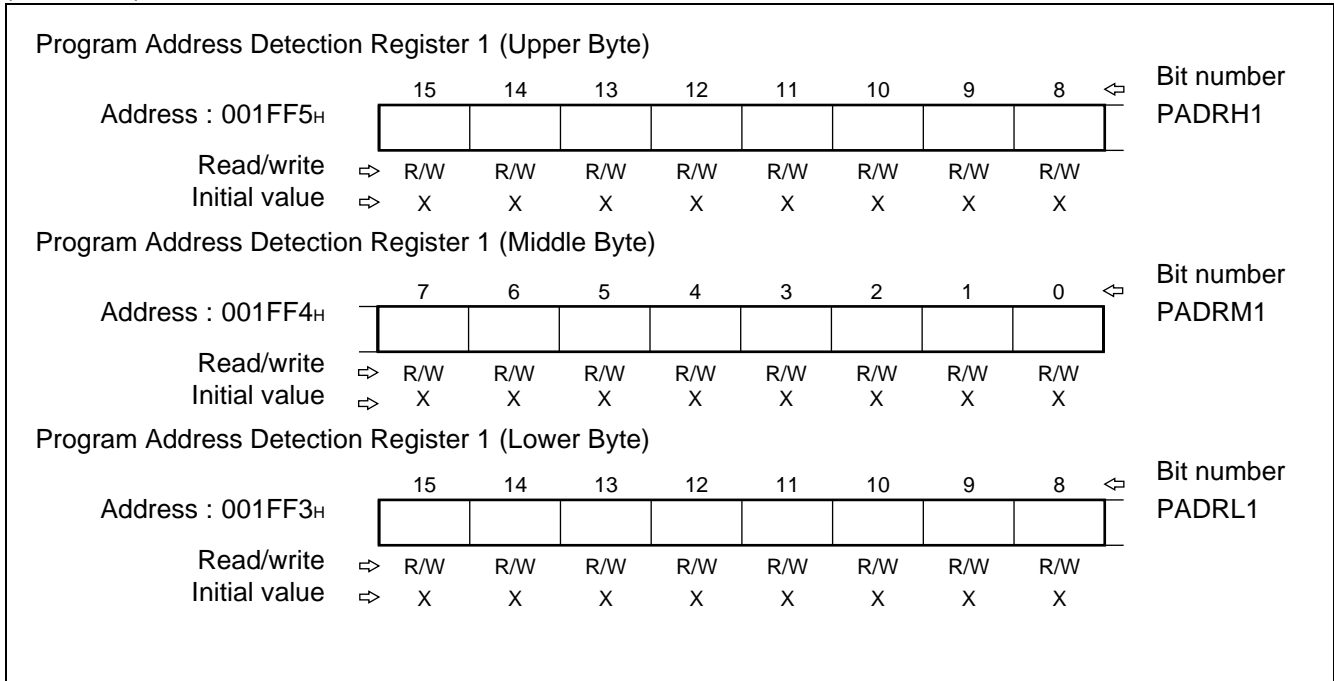 Program Address Detection Register 1 (Upper Byte)
15 14 13 12 11 10 9 8 ⇦ Bit number
Address : 001FF5H PADRH1
Read/write ⇨ R/W R/W R/W R/W R/W R/W R/W R/W
Initial value ⇨ X X X X X X X X
Program Address Detection Register 1 (Middle Byte)
7 6 5 4 3 2 1 0 ⇦ Bit number
Address : 001FF4H PADRM1
Read/write ⇨ R/W R/W R/W R/W R/W R/W R/W R/W
Initial value ⇨ X X X X X X X X
Program Address Detection Register 1 (Lower Byte)
15 14 13 12 11 10 9 8 ⇦ Bit number
Address : 001FF3H PADRL1
Read/write ⇨ R/W R/W R/W R/W R/W R/W R/W R/W
Initial value ⇨ X X X X X X X X